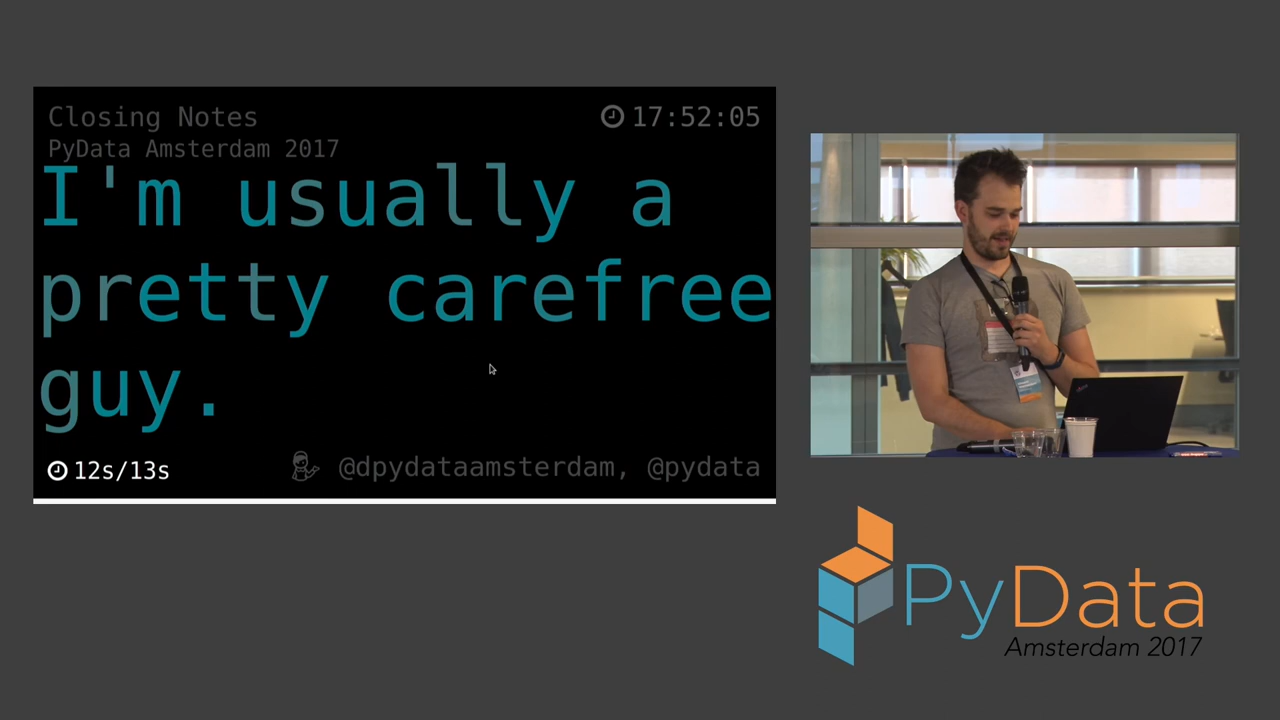 Closing Notes
17:52:05
PyData Amsterdam 2017
I'm usually a
pretty carefree
guy.
12s/13s
@dpydataamsterdam, @pydata
PyData
Amsterdam 2017